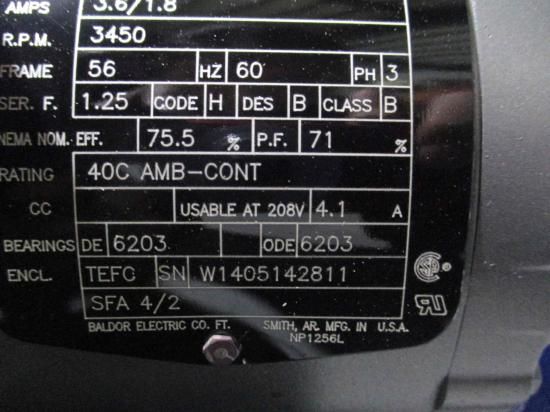 AMPS 3.6/1.8
R.P.M. 3450
FRAME 56 HZ 60 PH 3
SER. F. 1.25 CODE H DES B CLASS B
NEMA NOM. EFF. 75.5 % P.F. 71 %
RATING 40C AMB-CONT
CC USABLE AT 208V 4.1 A
BEARINGS DE 6203 ODE 6203
ENCL. TEFC SN W1405142811
SFA 4/2
BALDOR ELECTRIC CO. FT. SMITH, AR. MFG. IN U.S.A.
NP1256L